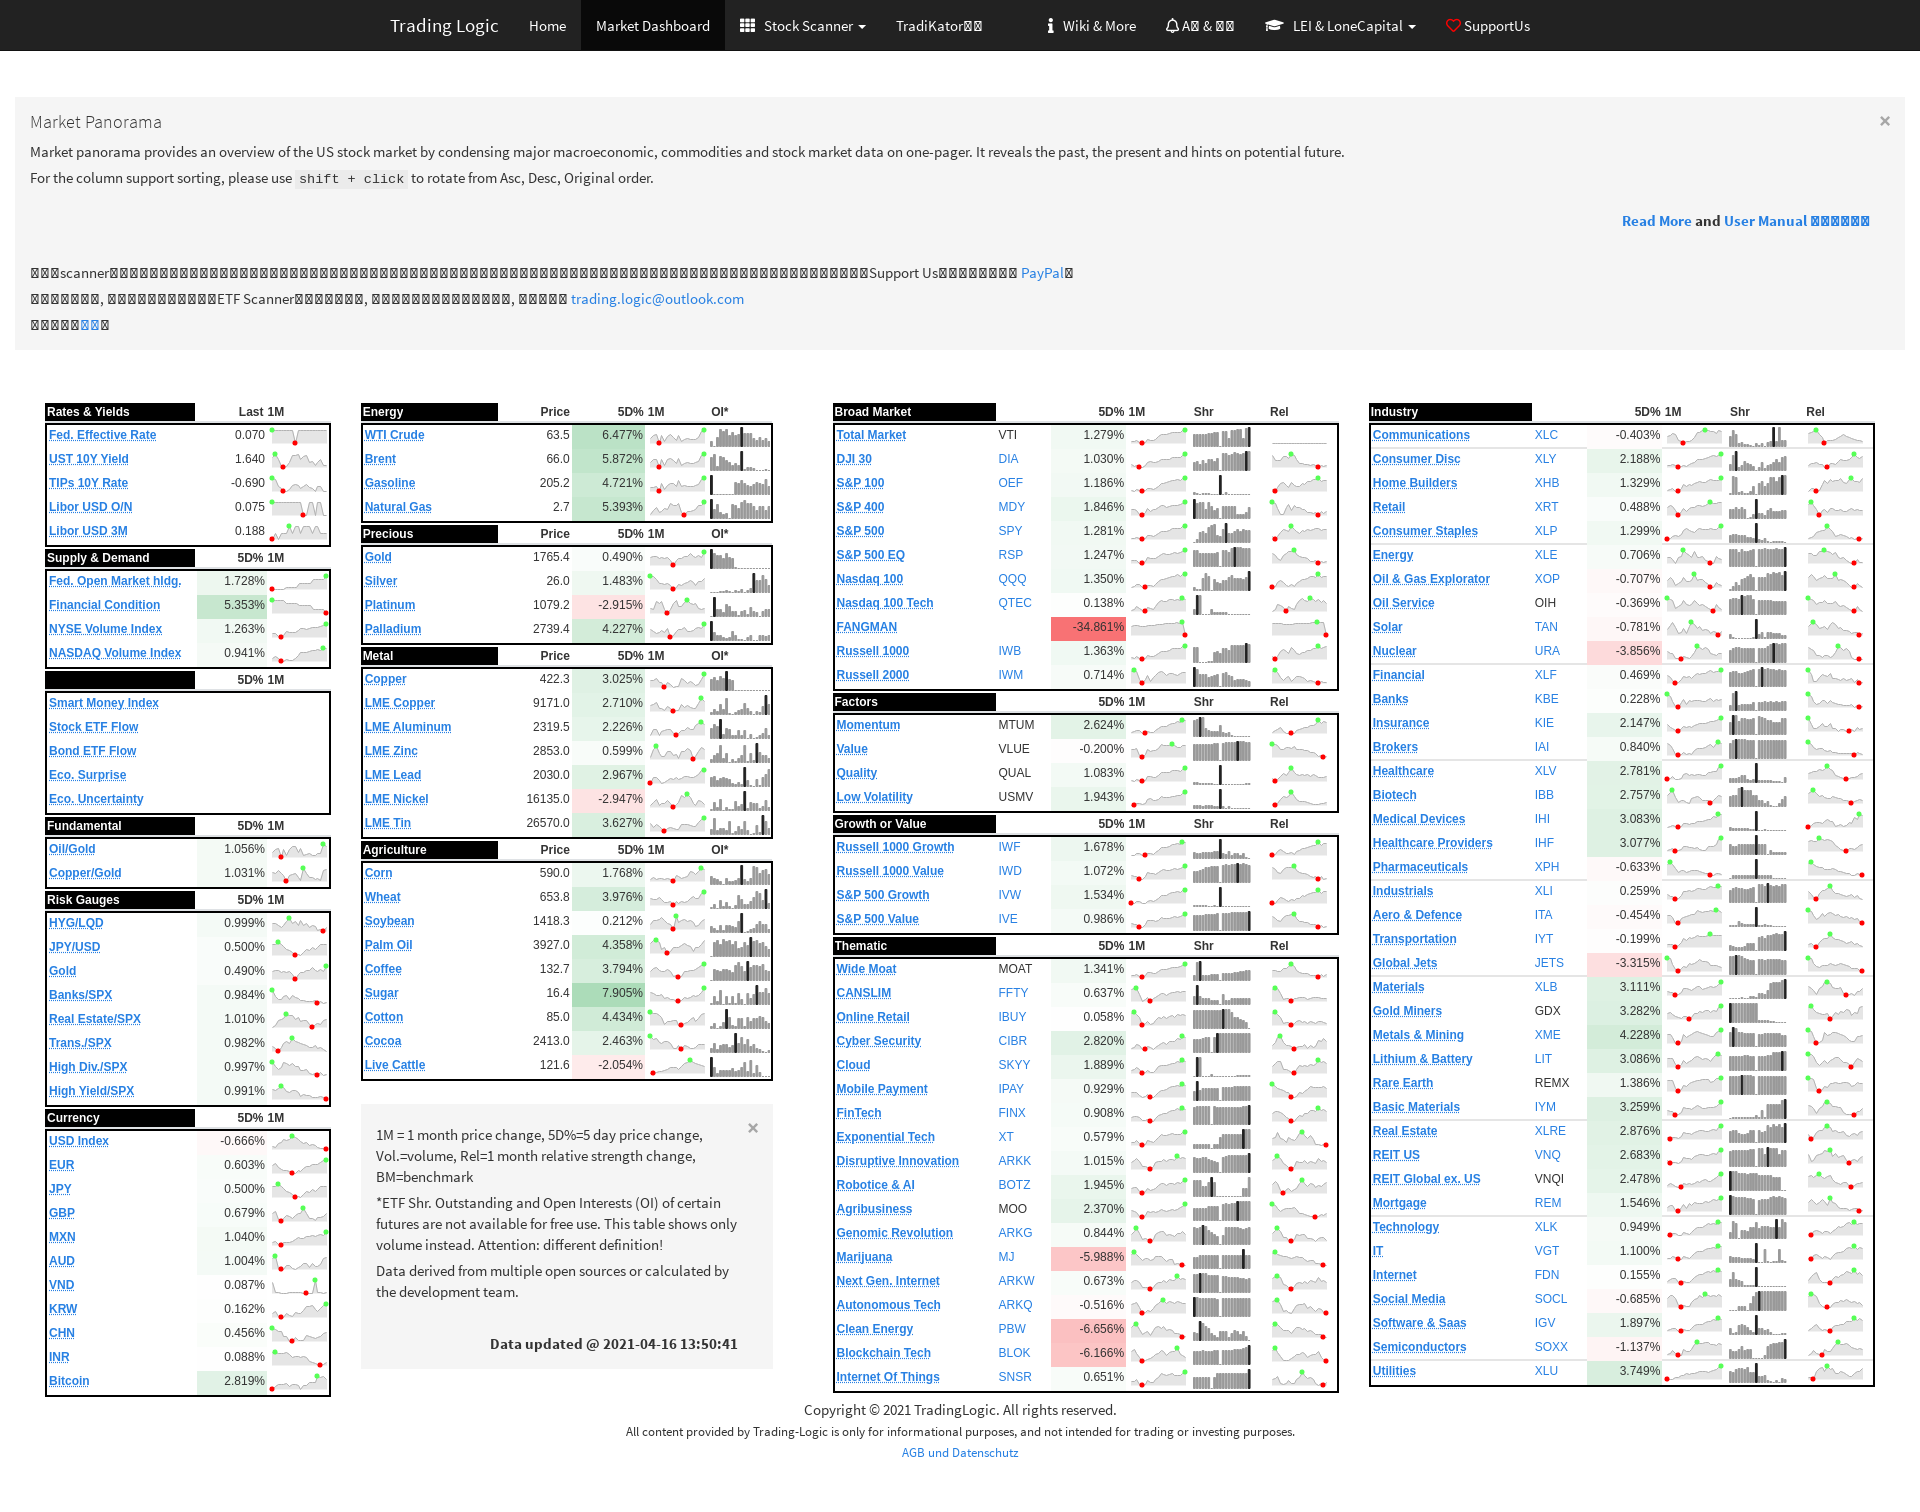 Trading Logic Home Market Dashboard Stock Scanner TradiKator Wiki & More A & LEI & LoneCapital SupportUs
Market Panorama ×
Market panorama provides an overview of the US stock market by condensing major macroeconomic, commodities and stock market data on one-pager. It reveals the past, the present and hints on potential future.
For the column support sorting, please use shift + click to rotate from Asc, Desc, Original order.
Read More and User Manual
scanner Support Us PayPal
, ETF Scanner , , trading.logic@outlook.com
Rates & Yields Last 1M
Fed. Effective Rate 0.070
UST 10Y Yield 1.640
TIPs 10Y Rate -0.690
Libor USD O/N 0.075
Libor USD 3M 0.188
Supply & Demand 5D% 1M
Fed. Open Market hldg. 1.728%
Financial Condition 5.353%
NYSE Volume Index 1.263%
NASDAQ Volume Index 0.941%
5D% 1M
Smart Money Index
Stock ETF Flow
Bond ETF Flow
Eco. Surprise
Eco. Uncertainty
Fundamental 5D% 1M
Oil/Gold 1.056%
Copper/Gold 1.031%
Risk Gauges 5D% 1M
HYG/LQD 0.999%
JPY/USD 0.500%
Gold 0.490%
Banks/SPX 0.984%
Real Estate/SPX 1.010%
Trans./SPX 0.982%
High Div./SPX 0.997%
High Yield/SPX 0.991%
Currency 5D% 1M
USD Index -0.666%
EUR 0.603%
JPY 0.500%
GBP 0.679%
MXN 1.040%
AUD 1.004%
VND 0.087%
KRW 0.162%
CHN 0.456%
INR 0.088%
Bitcoin 2.819%
Energy Price 5D% 1M OI*
WTI Crude 63.5 6.477%
Brent 66.0 5.872%
Gasoline 205.2 4.721%
Natural Gas 2.7 5.393%
Precious Price 5D% 1M OI*
Gold 1765.4 0.490%
Silver 26.0 1.483%
Platinum 1079.2 -2.915%
Palladium 2739.4 4.227%
Metal Price 5D% 1M OI*
Copper 422.3 3.025%
LME Copper 9171.0 2.710%
LME Aluminum 2319.5 2.226%
LME Zinc 2853.0 0.599%
LME Lead 2030.0 2.967%
LME Nickel 16135.0 -2.947%
LME Tin 26570.0 3.627%
Agriculture Price 5D% 1M OI*
Corn 590.0 1.768%
Wheat 653.8 3.976%
Soybean 1418.3 0.212%
Palm Oil 3927.0 4.358%
Coffee 132.7 3.794%
Sugar 16.4 7.905%
Cotton 85.0 4.434%
Cocoa 2413.0 2.463%
Live Cattle 121.6 -2.054%
×
1M = 1 month price change, 5D%=5 day price change,
Vol.=volume, Rel=1 month relative strength change,
BM=benchmark
*ETF Shr. Outstanding and Open Interests (OI) of certain
futures are not available for free use. This table shows only
volume instead. Attention: different definition!
Data derived from multiple open sources or calculated by
the development team.
Data updated @ 2021-04-16 13:50:41
Broad Market 5D% 1M Shr Rel
Total Market VTI 1.279%
DJI 30 DIA 1.030%
S&P 100 OEF 1.186%
S&P 400 MDY 1.846%
S&P 500 SPY 1.281%
S&P 500 EQ RSP 1.247%
Nasdaq 100 QQQ 1.350%
Nasdaq 100 Tech QTEC 0.138%
FANGMAN -34.861%
Russell 1000 IWB 1.363%
Russell 2000 IWM 0.714%
Factors 5D% 1M Shr Rel
Momentum MTUM 2.624%
Value VLUE -0.200%
Quality QUAL 1.083%
Low Volatility USMV 1.943%
Growth or Value 5D% 1M Shr Rel
Russell 1000 Growth IWF 1.678%
Russell 1000 Value IWD 1.072%
S&P 500 Growth IVW 1.534%
S&P 500 Value IVE 0.986%
Thematic 5D% 1M Shr Rel
Wide Moat MOAT 1.341%
CANSLIM FFTY 0.637%
Online Retail IBUY 0.058%
Cyber Security CIBR 2.820%
Cloud SKYY 1.889%
Mobile Payment IPAY 0.929%
FinTech FINX 0.908%
Exponential Tech XT 0.579%
Disruptive Innovation ARKK 1.015%
Robotice & AI BOTZ 1.945%
Agribusiness MOO 2.370%
Genomic Revolution ARKG 0.844%
Marijuana MJ -5.988%
Next Gen. Internet ARKW 0.673%
Autonomous Tech ARKQ -0.516%
Clean Energy PBW -6.656%
Blockchain Tech BLOK -6.166%
Internet Of Things SNSR 0.651%
Industry 5D% 1M Shr Rel
Communications XLC -0.403%
Consumer Disc XLY 2.188%
Home Builders XHB 1.329%
Retail XRT 0.488%
Consumer Staples XLP 1.299%
Energy XLE 0.706%
Oil & Gas Explorator XOP -0.707%
Oil Service OIH -0.369%
Solar TAN -0.781%
Nuclear URA -3.856%
Financial XLF 0.469%
Banks KBE 0.228%
Insurance KIE 2.147%
Brokers IAI 0.840%
Healthcare XLV 2.781%
Biotech IBB 2.757%
Medical Devices IHI 3.083%
Healthcare Providers IHF 3.077%
Pharmaceuticals XPH -0.633%
Industrials XLI 0.259%
Aero & Defence ITA -0.454%
Transportation IYT -0.199%
Global Jets JETS -3.315%
Materials XLB 3.111%
Gold Miners GDX 3.282%
Metals & Mining XME 4.228%
Lithium & Battery LIT 3.086%
Rare Earth REMX 1.386%
Basic Materials IYM 3.259%
Real Estate XLRE 2.876%
REIT US VNQ 2.683%
REIT Global ex. US VNQI 2.478%
Mortgage REM 1.546%
Technology XLK 0.949%
IT VGT 1.100%
Internet FDN 0.155%
Social Media SOCL -0.685%
Software & Saas IGV 1.897%
Semiconductors SOXX -1.137%
Utilities XLU 3.749%
Copyright © 2021 TradingLogic. All rights reserved.
All content provided by Trading-Logic is only for informational purposes, and not intended for trading or investing purposes.
AGB und Datenschutz